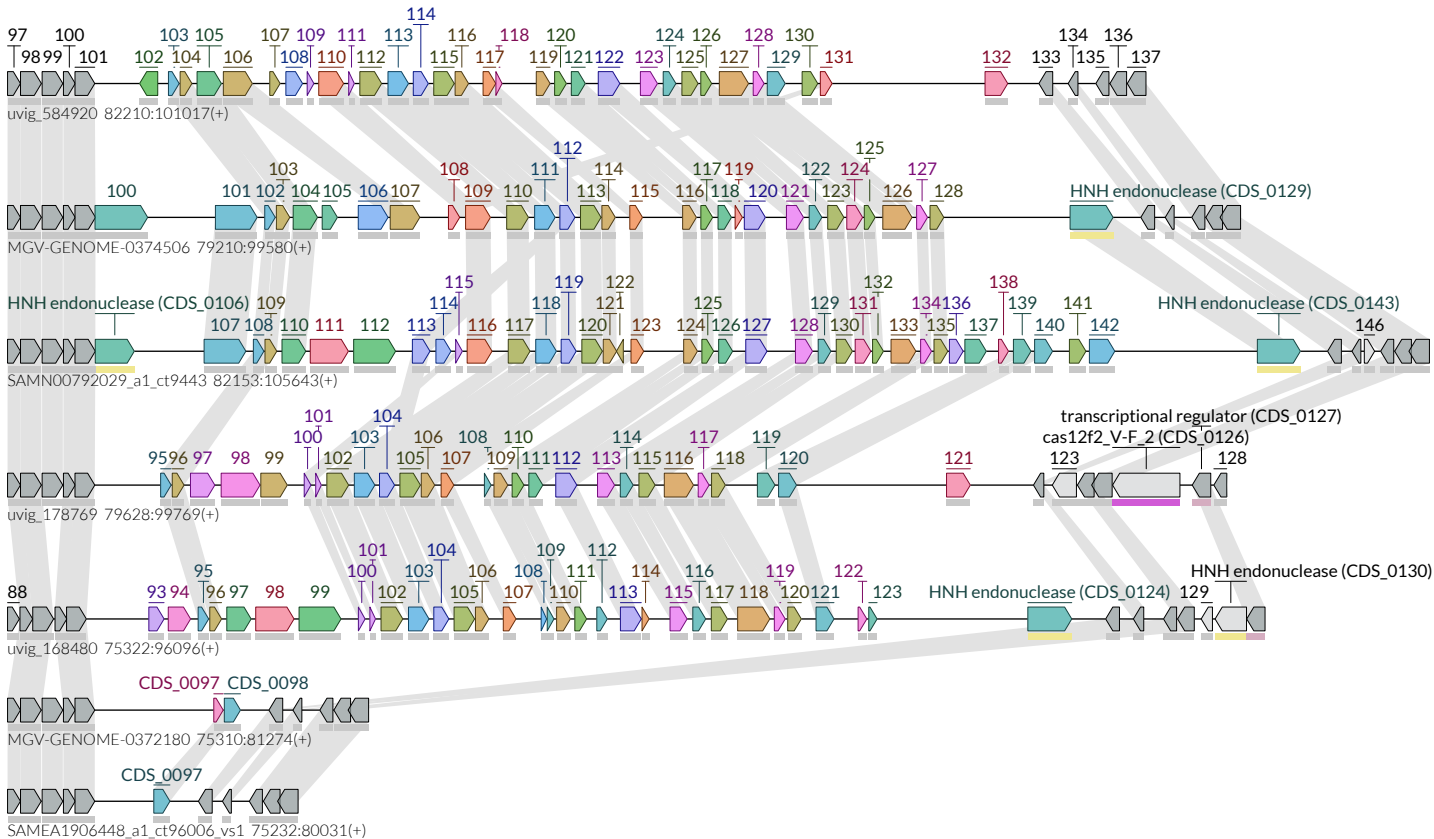 114
103 105 107 109 111 113 116 118 120 124 126 128 130 134 136
97 98 99 100 101 102 104 106 108 110 112 115 117 119 121 122 123 125 127 129 131 132 133 135 137
uvig_584920 82210:101017(+)
112 125
103 108 111 114 117 119 122 124 127
100 101 102 104 105 106 107 109 110 113 115 116 118 120 121 123 126 128 HNH endonuclease (CDS_0129)
MGV-GENOME-0374506 79210:99580(+)
115 119 122 132 138
HNH endonuclease (CDS_0106) 109 114 118 121 125 129 131 134 136 139 141 HNH endonuclease (CDS_0143)
107 108 110 111 112 113 116 117 120 123 124 126 127 128 130 133 135 137 140 142 146
SAMN00792029_a1_ct9443 82153:105643(+)
101 104 transcriptional regulator (CDS_0127)
100 103 106 108 110 114 117 119 cas12f2_V-F_2 (CDS_0126)
95 96 97 98 99 102 105 107 109 111 112 113 115 116 118 120 121 123 128
uvig_178769 79628:99769(+)
101 104 109 112
88 95 100 103 106 108 111 114 116 119 122 HNH endonuclease (CDS_0130)
93 94 96 97 98 99 102 105 107 110 113 115 117 118 120 121 123 HNH endonuclease (CDS_0124) 129
uvig_168480 75322:96096(+)
CDS_0097 CDS_0098
MGV-GENOME-0372180 75310:81274(+)
CDS_0097
SAMEA1906448_a1_ct96006_vs1 75232:80031(+)